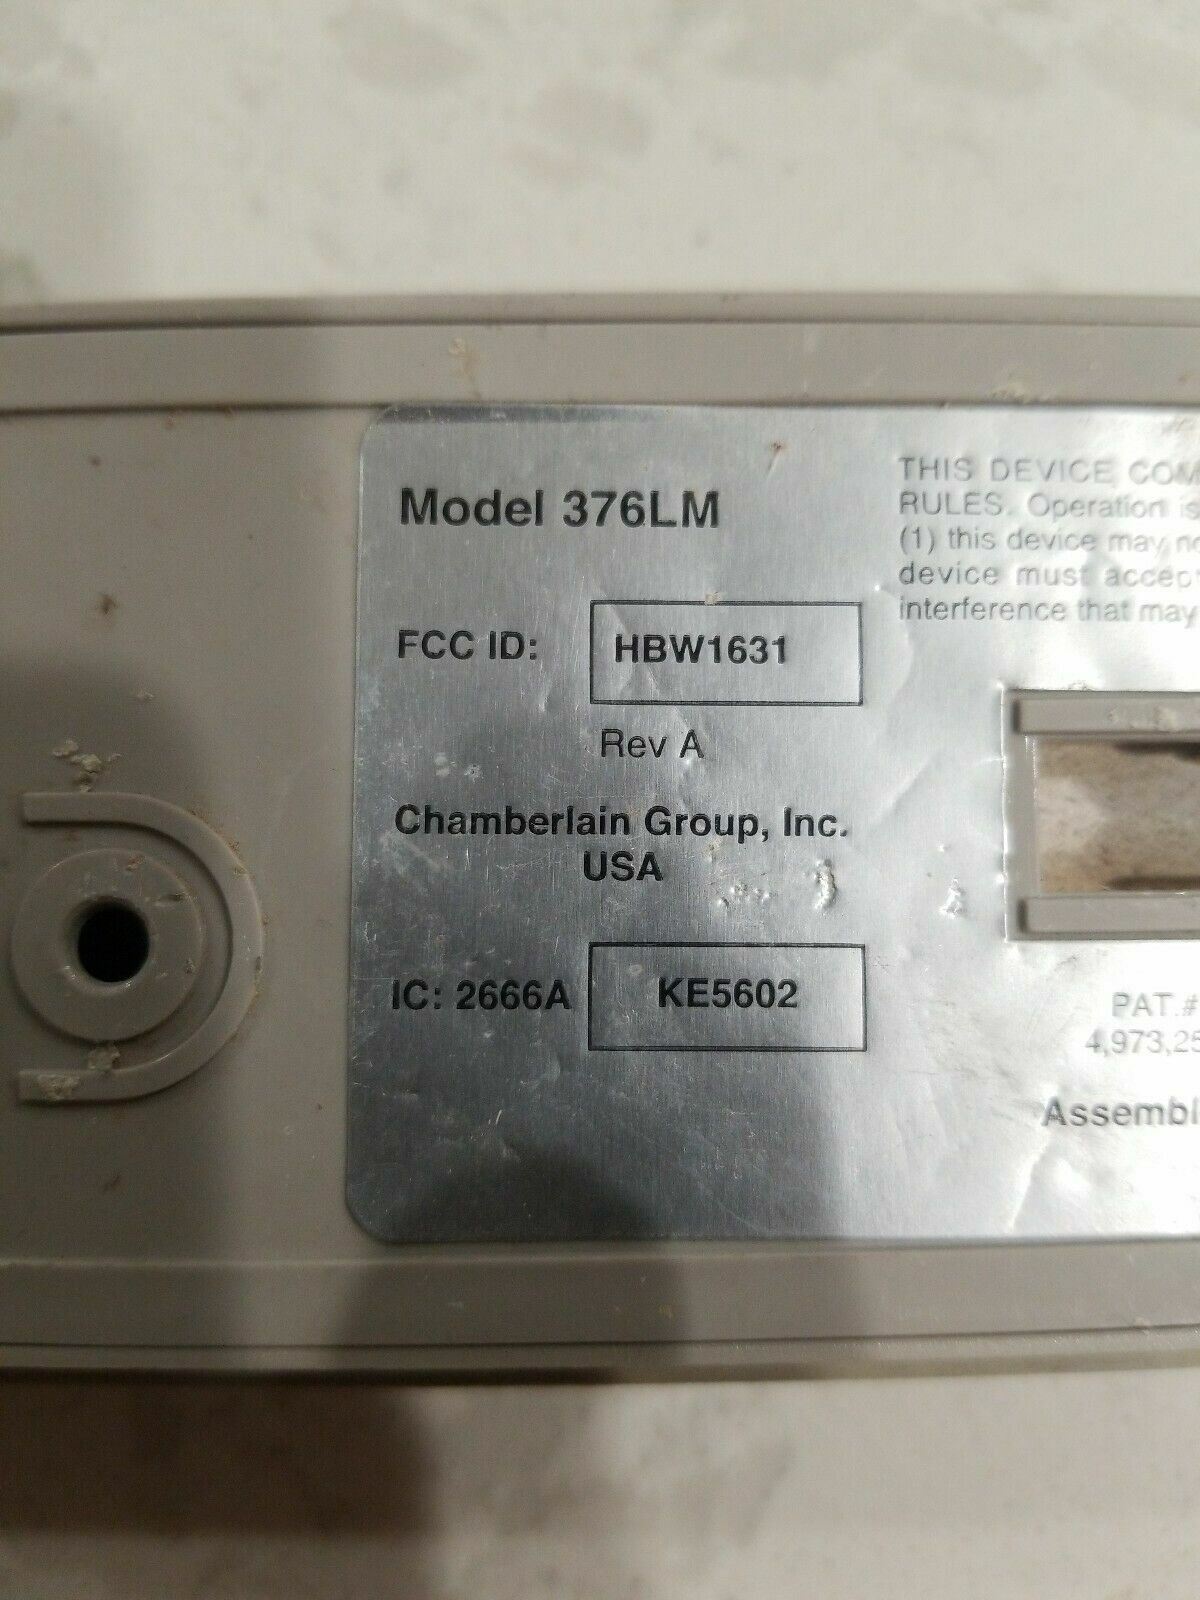 Model 376LM
FCC ID: HBW1631
Rev A
Chamberlain Group, Inc.
USA
IC: 2666A KE5602
THIS DEVICE COM
RULES. Operation is
(1) this device may no
device must accept
interference that may
PAT.#
4,973,25
Assembl